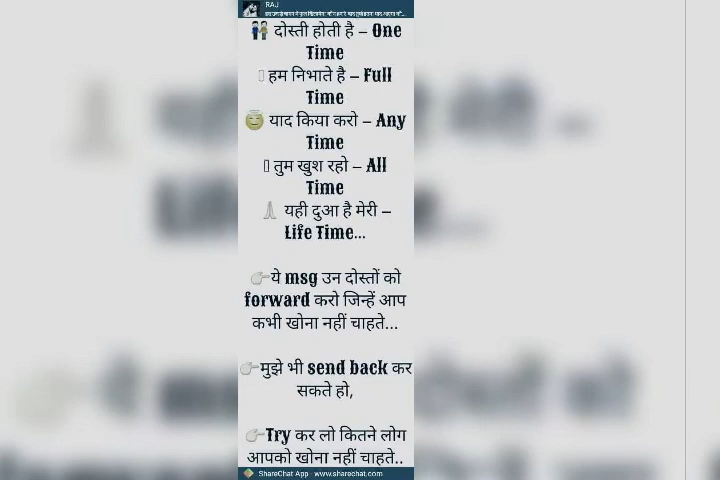 RAJ
दोस्ती होती है – One
Time
हम निभाते है – Full
Time
याद किया करो – Any
Time
तुम खुश रहो – All
Time
यही दुआ है मेरी –
Life Time...
ये msg उन दोस्तों को
forward करो जिन्हें आप
कभी खोना नहीं चाहते...
मुझे भी send back कर
सकते हो,
Try कर लो कितने लोग
आपको खोना नहीं चाहते..
ShareChat App - www.sharechat.com